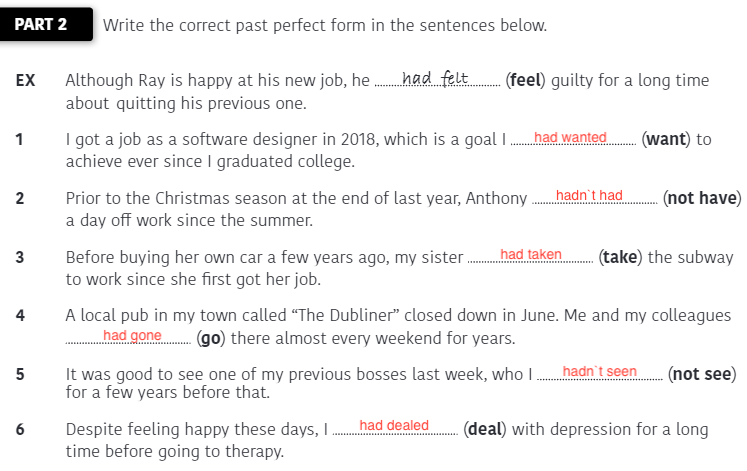 PART 2 Write the correct past perfect form in the sentences below.
EX Although Ray is happy at his new job, he had felt (feel) guilty for a long time
about quitting his previous one.
1 I got a job as a software designer in 2018, which is a goal I had wanted (want) to
achieve ever since I graduated college.
2 Prior to the Christmas season at the end of last year, Anthony hadn`t had (not have)
a day off work since the summer.
3 Before buying her own car a few years ago, my sister had taken (take) the subway
to work since she first got her job.
4 A local pub in my town called “The Dubliner” closed down in June. Me and my colleagues
had gone (go) there almost every weekend for years.
5 It was good to see one of my previous bosses last week, who I hadn`t seen (not see)
for a few years before that.
6 Despite feeling happy these days, I had dealed (deal) with depression for a long
time before going to therapy.